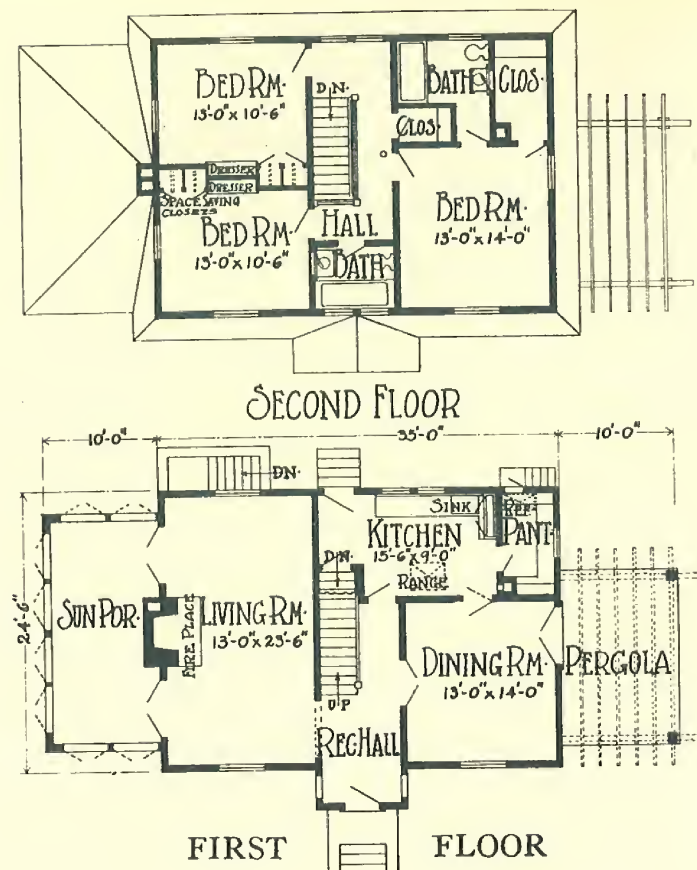 BED RM.
13'-0" x 10'-6"
DN.
BATH
CLOS.
CLOS.
DRESSER
DRESSER
SPACE SAVING
CLOSETS
BED RM.
13'-0" x 10'-6"
HALL
BATH
BED RM.
13'-0" x 14'-0"
SECOND FLOOR
10'-0"
35'-0"
10'-0"
DN.
24'-6"
SUN POR.
FIRE PLACE
LIVING RM.
13'-0" x 23'-6"
KITCHEN
15'-6" x 9'-0"
SINK
REF.
PANT.
DN.
RANGE
UP
REC HALL
DINING RM.
13'-0" x 14'-0"
PERGOLA
FIRST FLOOR